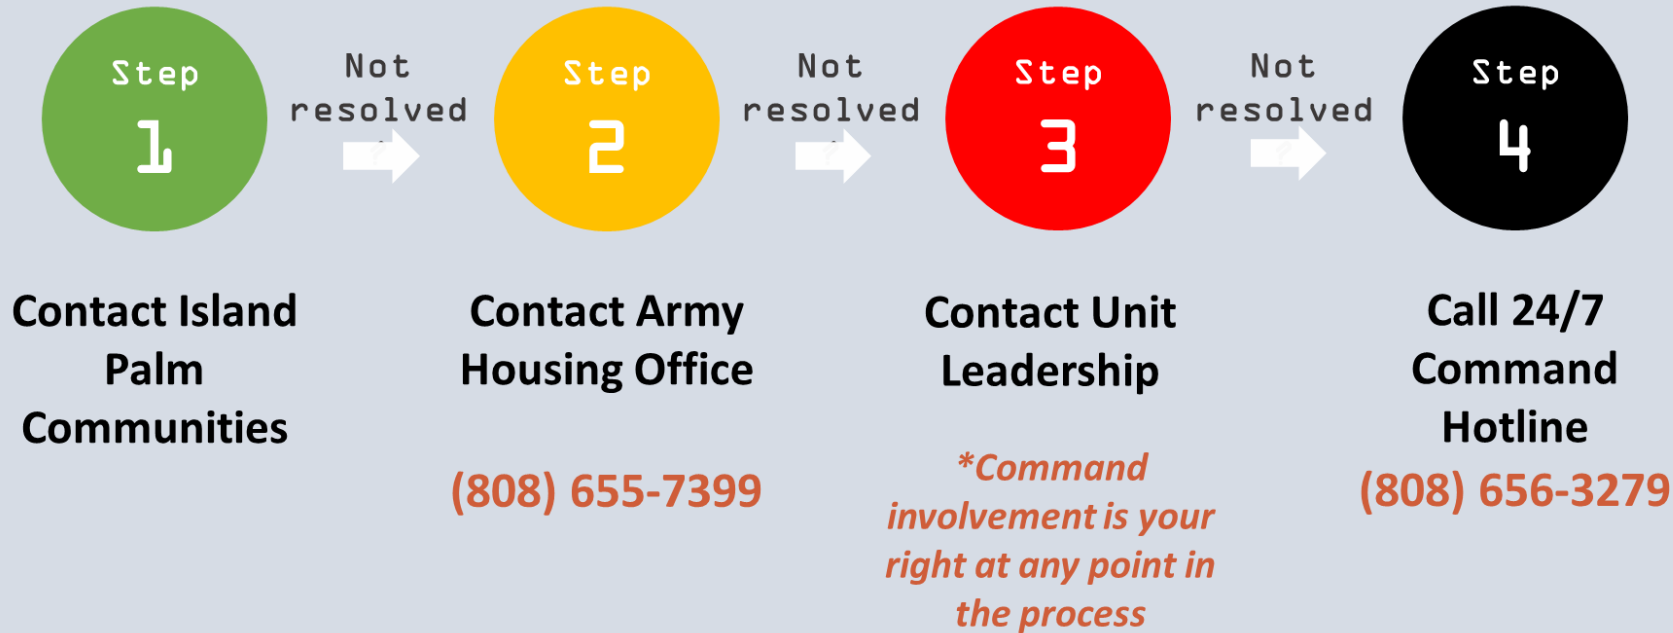 Step
1
Not
resolved
Step
2
Not
resolved
Step
3
Not
resolved
Step
4
Contact Island
Palm
Communities
Contact Army
Housing Office
(808) 655-7399
Contact Unit
Leadership
*Command
involvement is your
right at any point in
the process
Call 24/7
Command
Hotline
(808) 656-3279